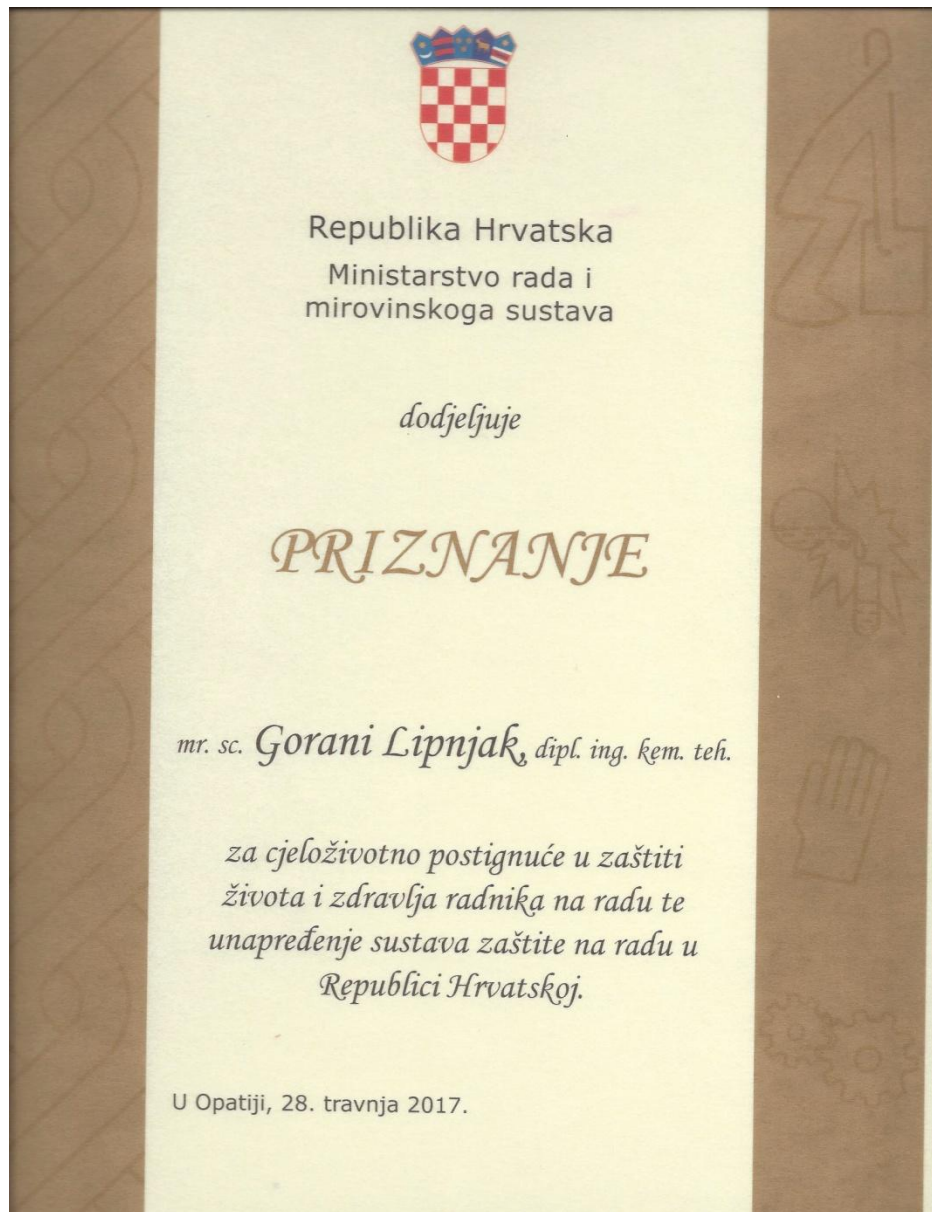 Republika Hrvatska
Ministarstvo rada i
mirovinskoga sustava
dodjeljuje
PRIZNANJE
mr. sc. Gorani Lipnjak, dipl. ing. kem. teh.
za cjeloživotno postignuće u zaštiti
života i zdravlja radnika na radu te
unapređenje sustava zaštite na radu u
Republici Hrvatskoj.
U Opatiji, 28. travnja 2017.